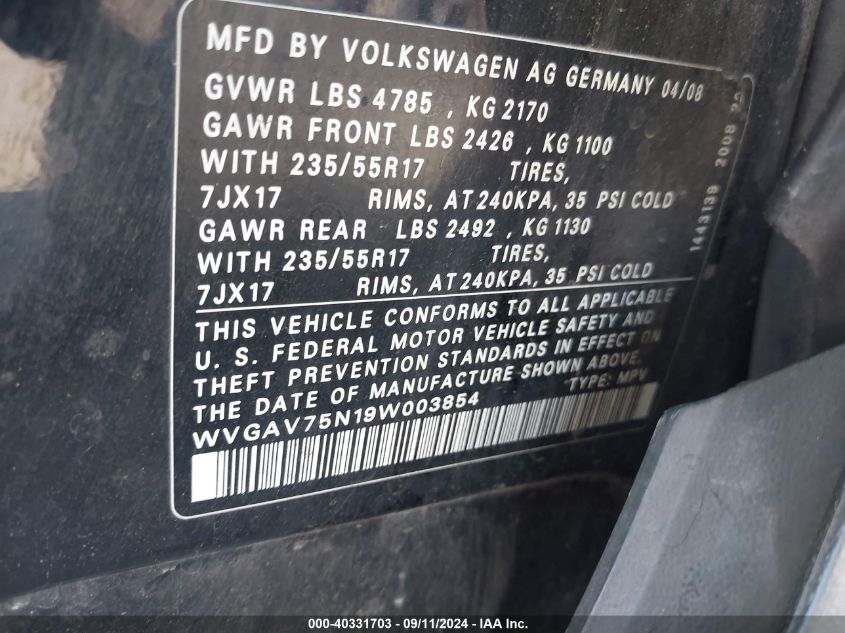 MFD BY VOLKSWAGEN AG GERMANY 04/08
GVWR LBS 4785 , KG 2170
GAWR FRONT LBS 2426 , KG 1100
WITH 235/55R17 TIRES,
7JX17 RIMS, AT 240KPA, 35 PSI COLD
GAWR REAR LBS 2492 , KG 1130
WITH 235/55R17 TIRES,
7JX17 RIMS, AT 240KPA, 35 PSI COLD
THIS VEHICLE CONFORMS TO ALL APPLICABLE
U. S. FEDERAL MOTOR VEHICLE SAFETY AND
THEFT PREVENTION STANDARDS IN EFFECT ON
THE DATE OF MANUFACTURE SHOWN ABOVE.
WVGAV75N19W003854 TYPE: MPV
1443139 2008
000-40331703 - 09/11/2024 - IAA Inc.